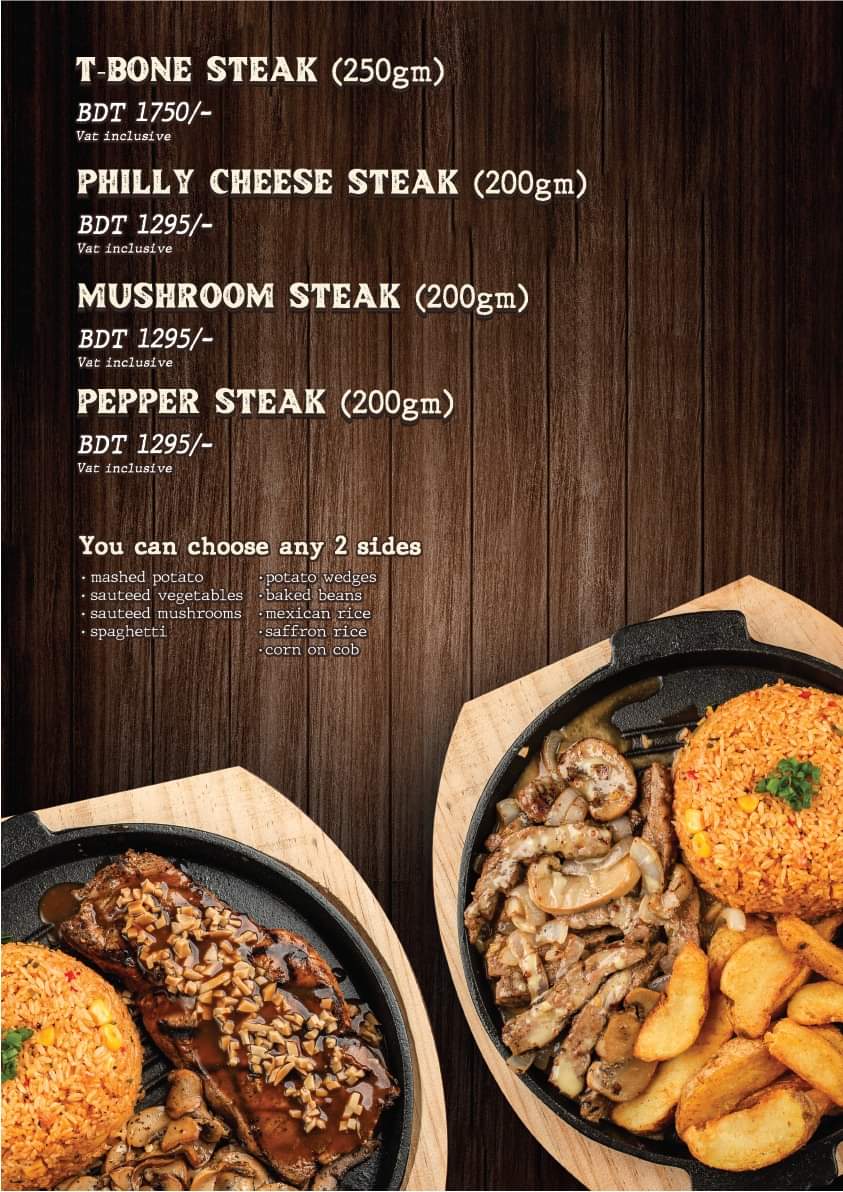 T-BONE STEAK (250gm)
BDT 1750/-
Vat inclusive
PHILLY CHEESE STEAK (200gm)
BDT 1295/-
Vat inclusive
MUSHROOM STEAK (200gm)
BDT 1295/-
Vat inclusive
PEPPER STEAK (200gm)
BDT 1295/-
Vat inclusive
You can choose any 2 sides
· mashed potato
· sauteed vegetables
· sauteed mushrooms
· spaghetti
· potato wedges
· baked beans
· mexican rice
· saffron rice
· corn on cob